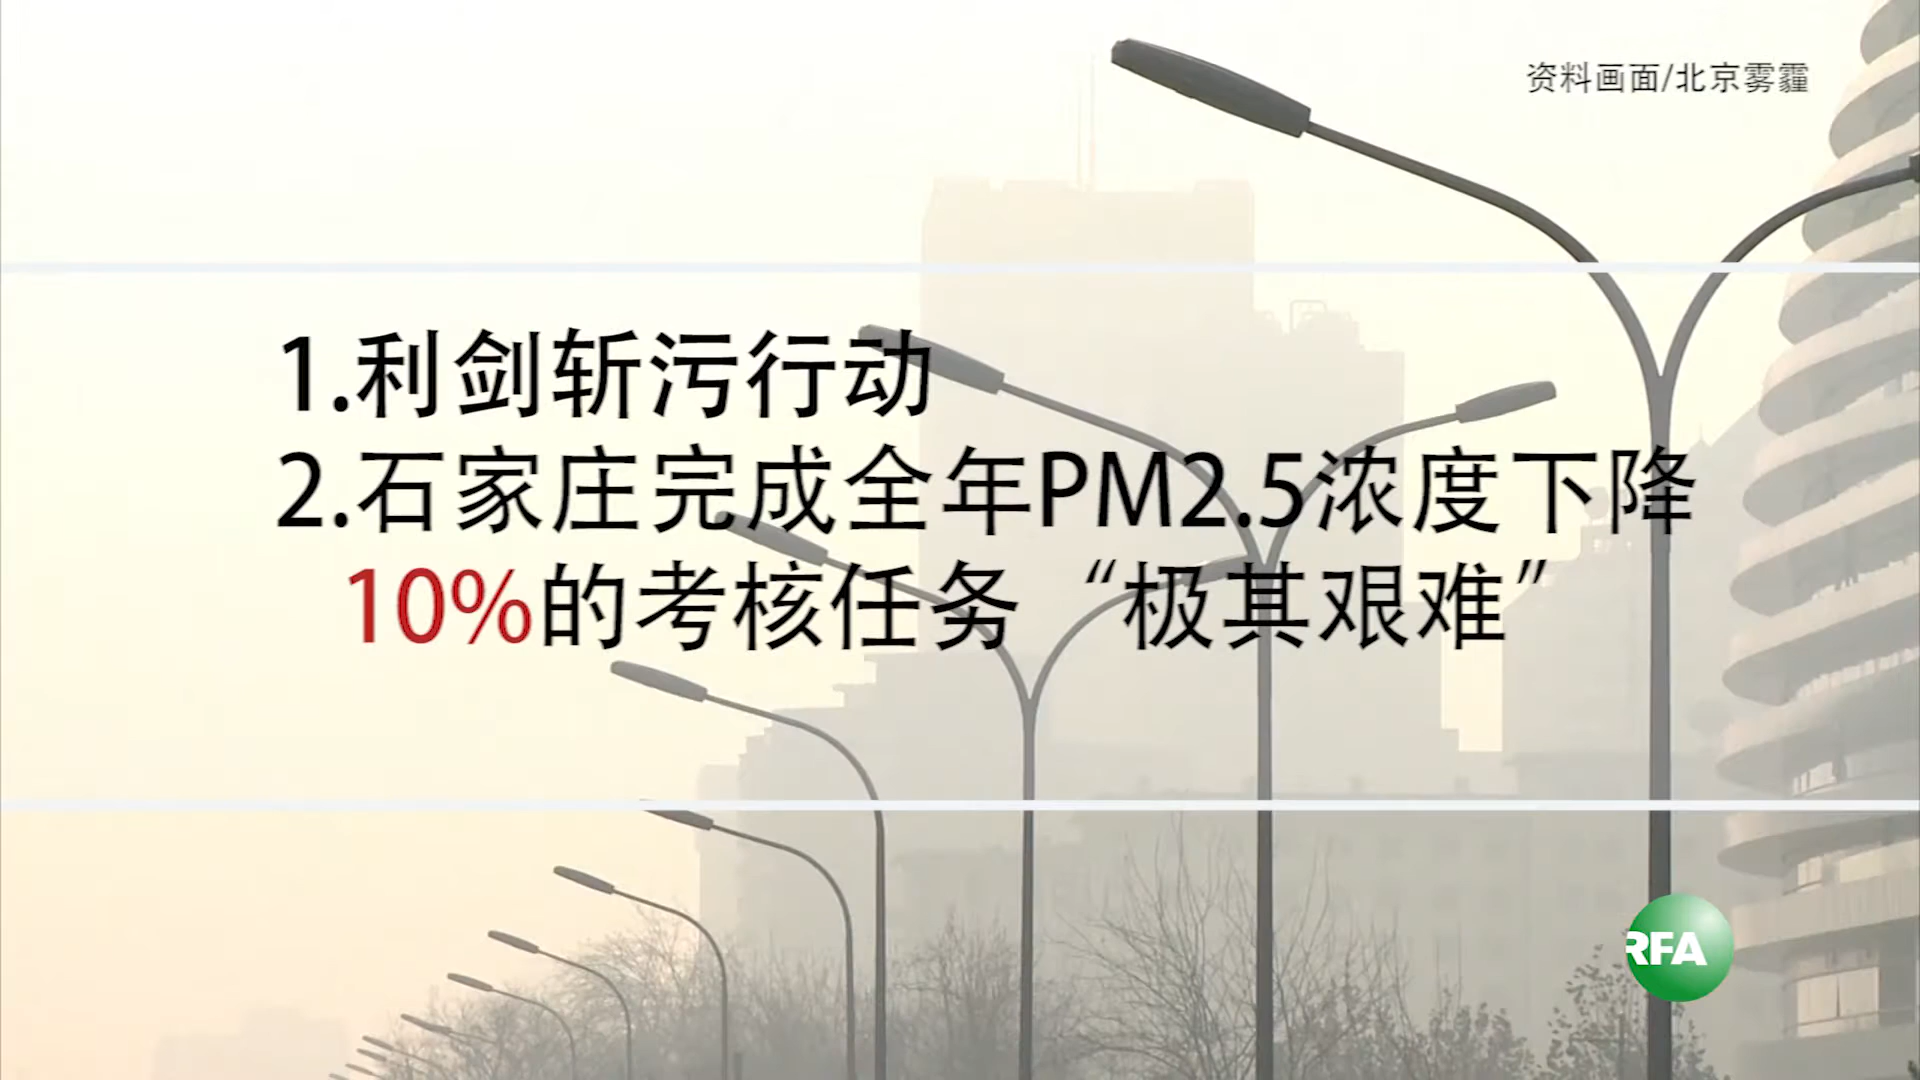 资料画面/北京雾霾
1.利剑斩污行动
2.石家庄完成全年PM2.5浓度下降
10%的考核任务“极其艰难”
RFA